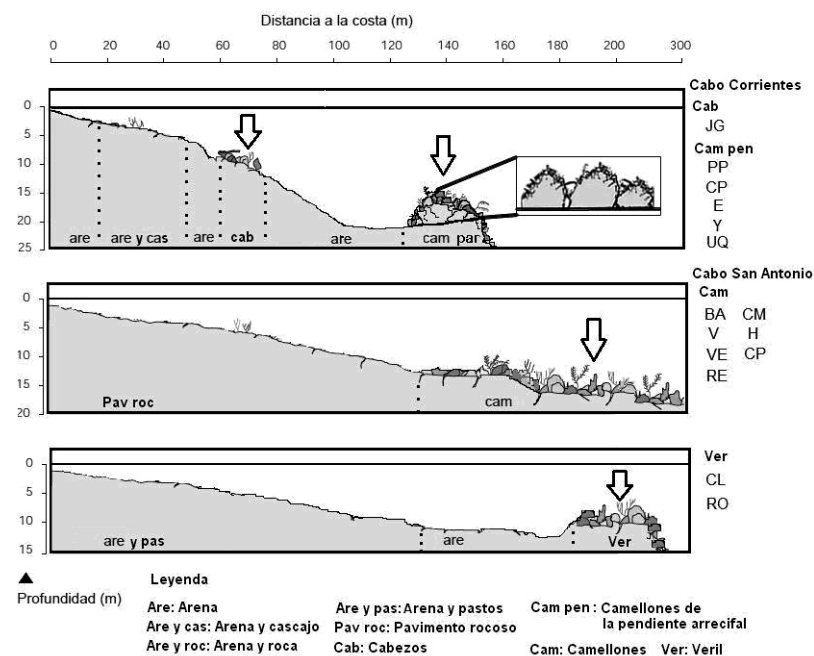 Distancia a la costa (m)
0 20 40 60 80 100 120 140 160 180 200 300
Cabo Corrientes
Cab
JG
Cam pen
PP
CP
E
Y
UQ
0
5
10
15
20
25
are are y cas are cab are cam par
Cabo San Antonio
Cam
BA CM
V H
VE CP
RE
0
5
10
15
20
Pav roc cam
Ver
CL
RO
0
5
10
15
are y pas are Ver
Profundidad (m)
Leyenda
Are: Arena
Are y cas: Arena y cascajo
Are y roc: Arena y roca
Are y pas: Arena y pastos
Pav roc: Pavimento rocoso
Cab: Cabezos
Cam pen : Camellones de
la pendiente arrecifal
Cam: Camellones Ver: Veril